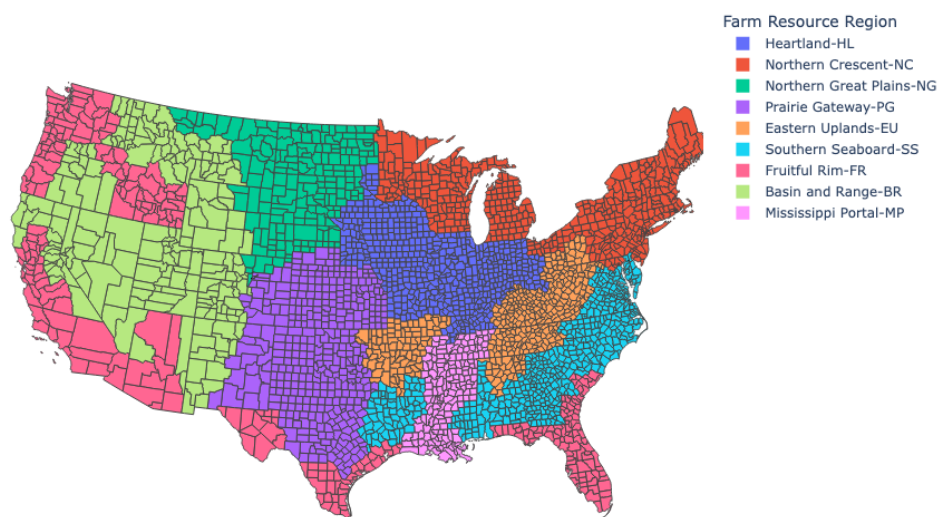 Farm Resource Region
Heartland-HL
Northern Crescent-NC
Northern Great Plains-NG
Prairie Gateway-PG
Eastern Uplands-EU
Southern Seaboard-SS
Fruitful Rim-FR
Basin and Range-BR
Mississippi Portal-MP